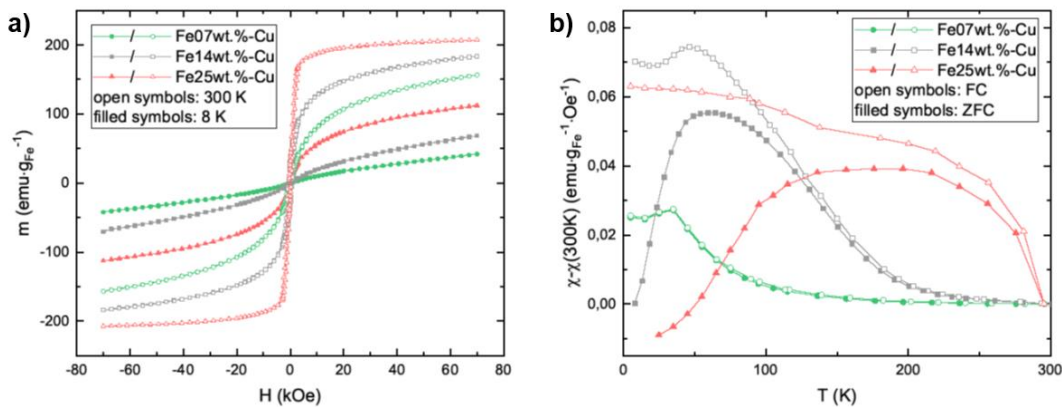 a)
200
100
0
-100
-200
m (emu·g_Fe^-1)
/ Fe07wt.%-Cu
/ Fe14wt.%-Cu
/ Fe25wt.%-Cu
open symbols: 300 K
filled symbols: 8 K
-80 -60 -40 -20 0 20 40 60 80
H (kOe)
b)
0,08
0,06
0,04
0,02
0,00
χ-χ(300K) (emu·g_Fe^-1·Oe^-1)
/ Fe07wt.%-Cu
/ Fe14wt.%-Cu
/ Fe25wt.%-Cu
open symbols: FC
filled symbols: ZFC
0 100 200 300
T (K)